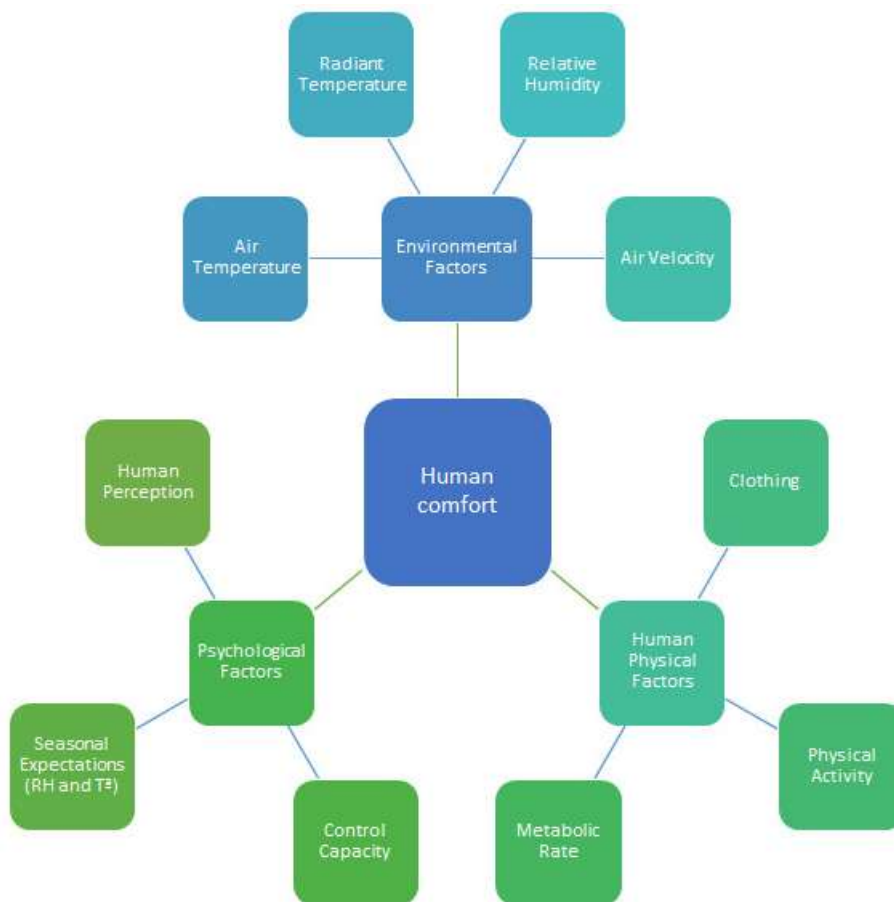 Radiant
Temperature
Relative
Humidity
Air
Temperature
Environmental
Factors
Air Velocity
Human
comfort
Human
Perception
Clothing
Psychological
Factors
Human
Physical
Factors
Seasonal
Expectations
(RH and Tª)
Physical
Activity
Control
Capacity
Metabolic
Rate